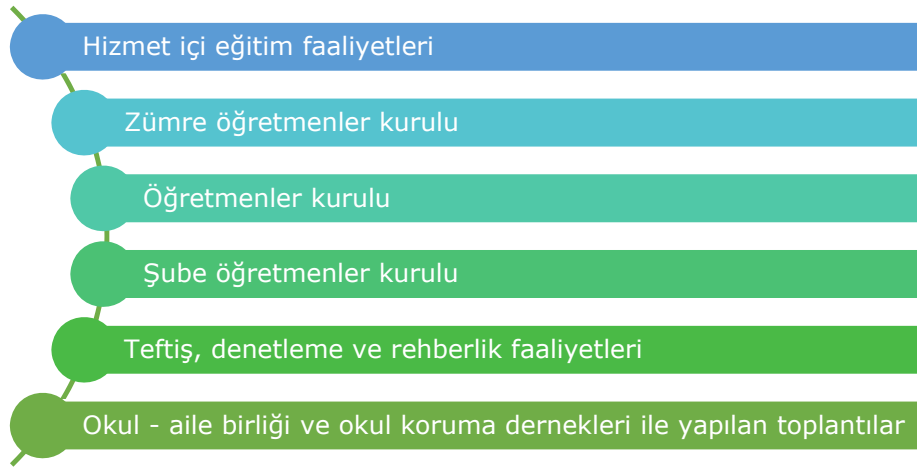 Hizmet içi eğitim faaliyetleri
Zümre öğretmenler kurulu
Öğretmenler kurulu
Şube öğretmenler kurulu
Teftiş, denetleme ve rehberlik faaliyetleri
Okul - aile birliği ve okul koruma dernekleri ile yapılan toplantılar